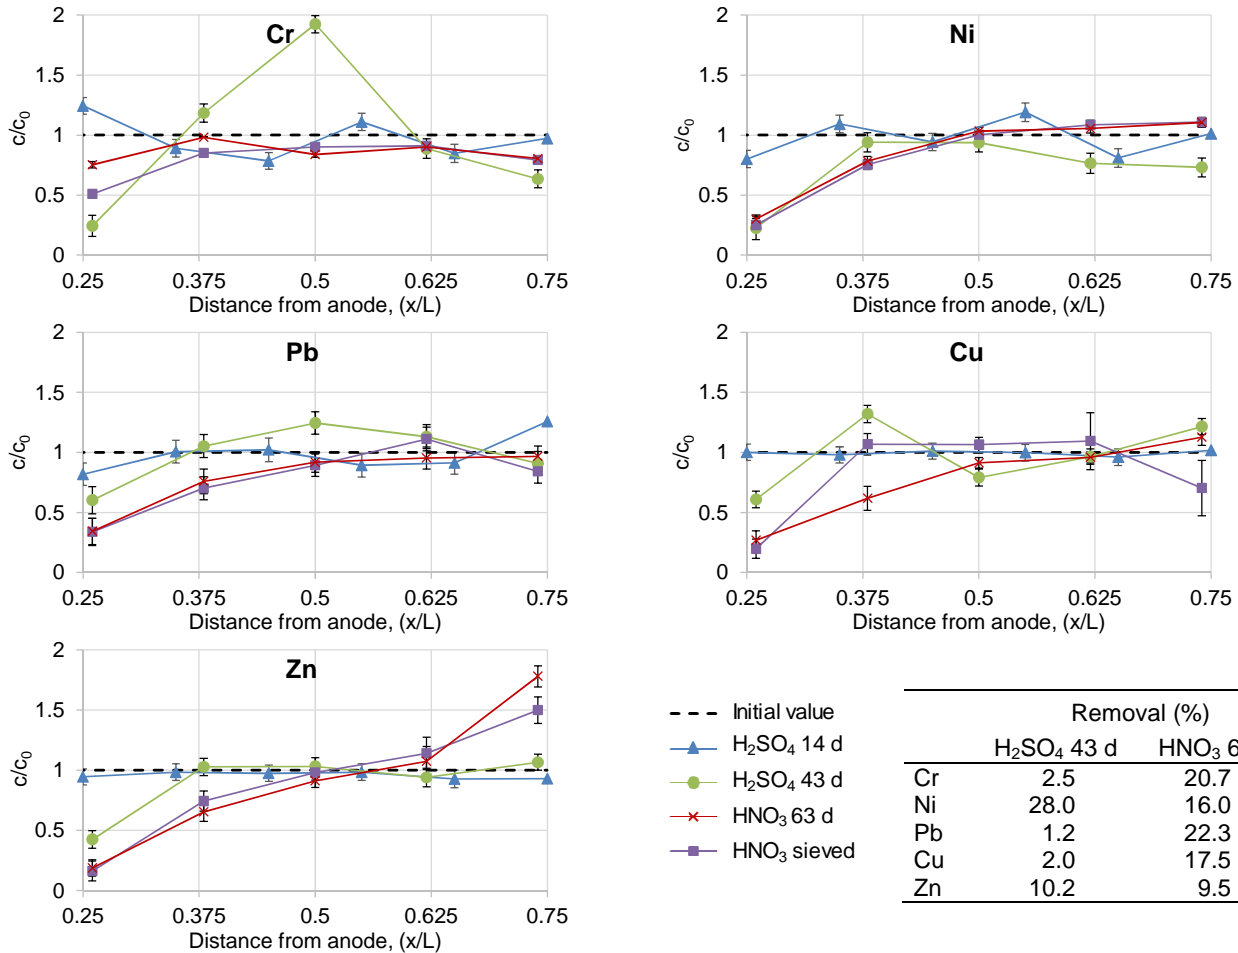 Cr
2
1.5
1
0.5
0
c/c0
0.25 0.375 0.5 0.625 0.75
Distance from anode, (x/L)
Ni
2
1.5
1
0.5
0
c/c0
0.25 0.375 0.5 0.625 0.75
Distance from anode, (x/L)
Pb
2
1.5
1
0.5
0
c/c0
0.25 0.375 0.5 0.625 0.75
Distance from anode, (x/L)
Cu
2
1.5
1
0.5
0
c/c0
0.25 0.375 0.5 0.625 0.75
Distance from anode, (x/L)
Zn
2
1.5
1
0.5
0
c/c0
0.25 0.375 0.5 0.625 0.75
Distance from anode, (x/L)
Initial value
H2SO4 14 d
H2SO4 43 d
HNO3 63 d
HNO3 sieved
Removal (%)
H2SO4 43 d HNO3 6
Cr 2.5 20.7
Ni 28.0 16.0
Pb 1.2 22.3
Cu 2.0 17.5
Zn 10.2 9.5